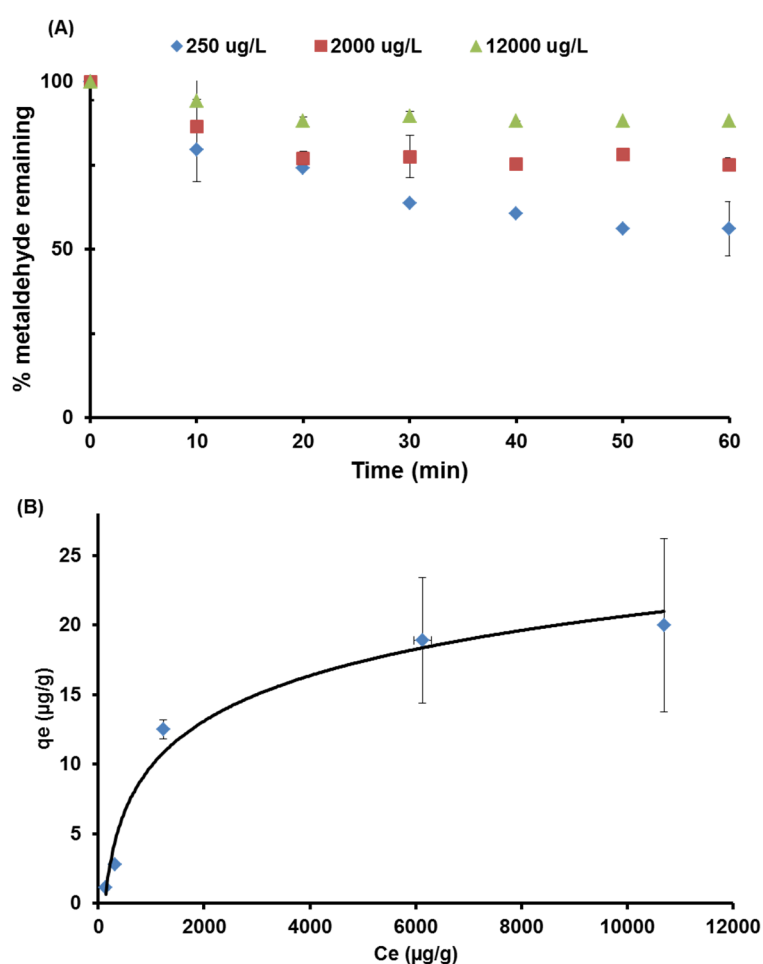 (A)
250 ug/L 2000 ug/L 12000 ug/L
100
50
0
% metaldehyde remaining
0 10 20 30 40 50 60
Time (min)
(B)
25
20
15
10
5
0
qe (µg/g)
0 2000 4000 6000 8000 10000 12000
Ce (µg/g)